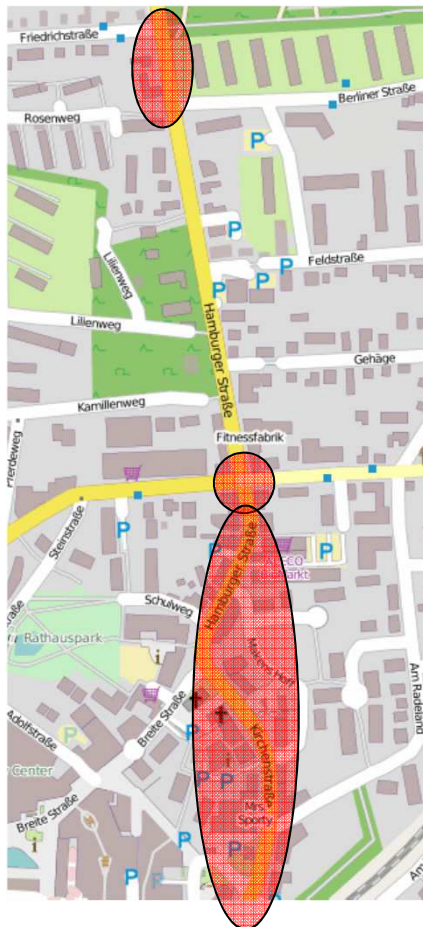 Friedrichstraße
Berliner Straße
Rosenweg
P
P
Feldstraße
P
P
P
Lilienweg
Hamburger Straße
Lilienweg
Gehäge
Kamillenweg
Fitnessfabrik
Steinstraße
P
P
P
Hamburger Straße
Schulweg
Rathauspark
i
Am Radeland
Breite Straße
P
Adolfstraße
P
Kirchenstraße
Center
i
P
P
Breite Straße
Mrs.
Sporty
i
P
P
P
P
P
Am